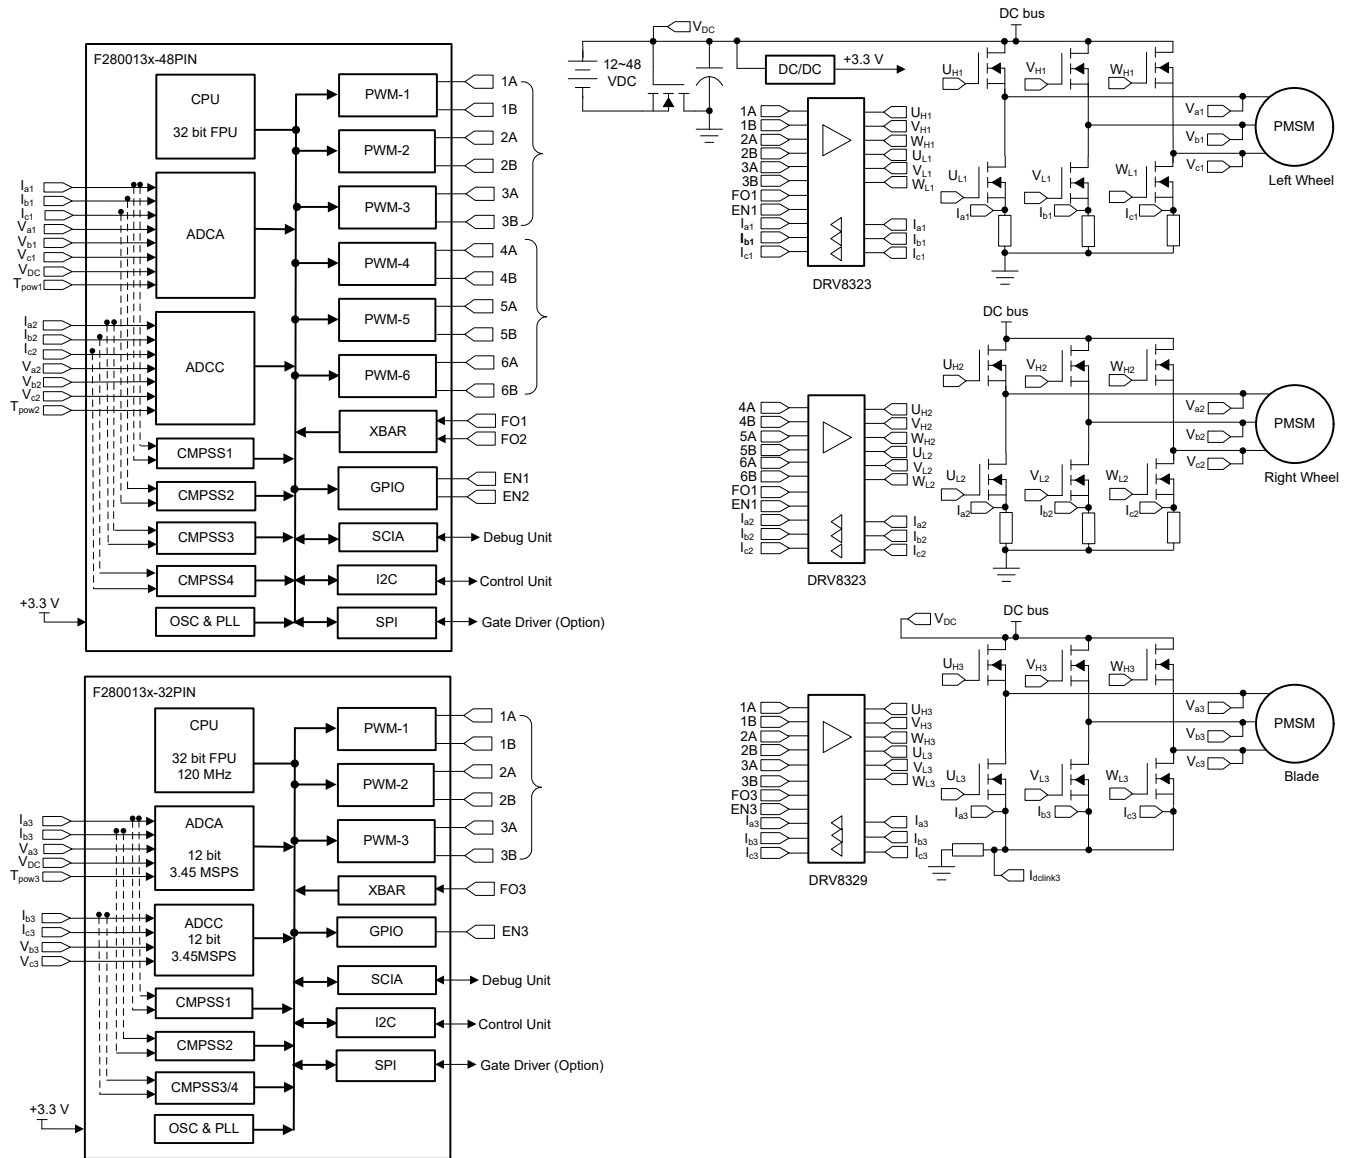 F280013x-48PIN
CPU
32 bit FPU
ADCA
ADCC
CMPSS1
CMPSS2
CMPSS3
CMPSS4
OSC & PLL
PWM-1
PWM-2
PWM-3
PWM-4
PWM-5
PWM-6
XBAR
GPIO
SCIA
I2C
SPI
Ia1
Ib1
Ic1
Va1
Vb1
Vc1
VDC
Tpow1
Ia2
Ib2
Ic2
Va2
Vb2
Vc2
Tpow2
+3.3 V
1A
1B
2A
2B
3A
3B
4A
4B
5A
5B
6A
6B
FO1
FO2
EN1
EN2
Debug Unit
Control Unit
Gate Driver (Option)
F280013x-32PIN
CPU
32 bit FPU
120 MHz
ADCA
12 bit
3.45 MSPS
ADCC
12 bit
3.45MSPS
CMPSS1
CMPSS2
CMPSS3/4
OSC & PLL
PWM-1
PWM-2
PWM-3
XBAR
GPIO
SCIA
I2C
SPI
Ia3
Ib3
Va3
VDC
Tpow3
Ib3
Ic3
Vb3
Vc3
+3.3 V
1A
1B
2A
2B
3A
3B
FO3
EN3
Debug Unit
Control Unit
Gate Driver (Option)
VDC
12~48
VDC
DC/DC
+3.3 V
1A
1B
2A
2B
3A
3B
FO1
EN1
Ia1
Ib1
Ic1
UH1
VH1
WH1
UL1
VL1
WL1
Ia1
Ib1
Ic1
DRV8323
DC bus
UH1
VH1
WH1
UL1
VL1
WL1
Ia1
Ib1
Ic1
Va1
Vb1
Vc1
PMSM
Left Wheel
4A
4B
5A
5B
6A
6B
FO1
EN1
Ia2
Ib2
Ic2
UH2
VH2
WH2
UL2
VL2
WL2
Ia2
Ib2
Ic2
DRV8323
DC bus
UH2
VH2
WH2
UL2
VL2
WL2
Ia2
Ib2
Ic2
Va2
Vb2
Vc2
PMSM
Right Wheel
1A
1B
2A
2B
3A
3B
FO3
EN3
Ia3
Ib3
Ic3
UH3
VH3
WH3
UL3
VL3
WL3
Ia3
Ib3
Ic3
DRV8329
VDC
DC bus
UH3
VH3
WH3
UL3
VL3
WL3
Ia3
Ib3
Ic3
Idclink3
Va3
Vb3
Vc3
PMSM
Blade